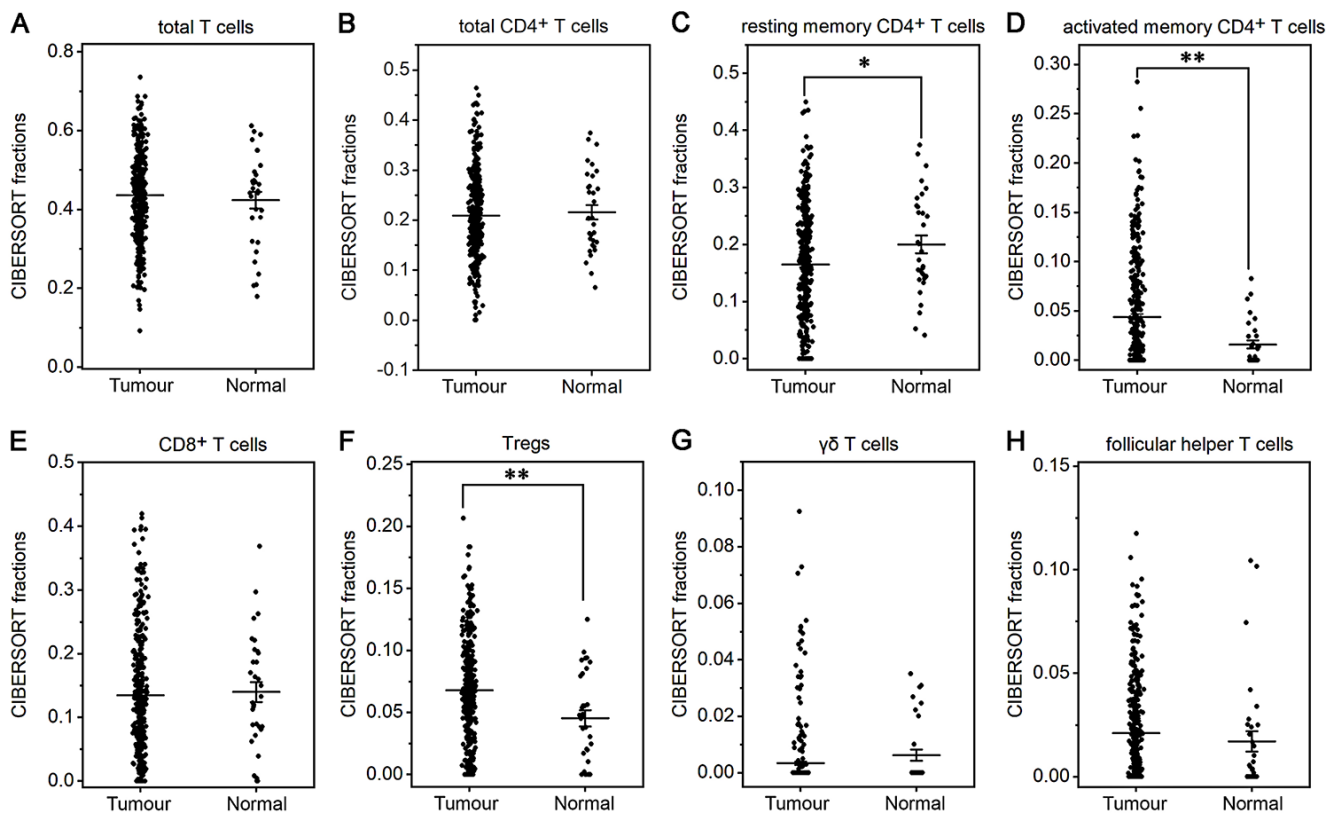 A total T cells
CIBERSORT fractions
0.8
0.6
0.4
0.2
0.0
Tumour Normal
B total CD4+ T cells
CIBERSORT fractions
0.5
0.4
0.3
0.2
0.1
0.0
-0.1
Tumour Normal
C resting memory CD4+ T cells
CIBERSORT fractions
0.5
0.4
0.3
0.2
0.1
0.0
*
Tumour Normal
D activated memory CD4+ T cells
CIBERSORT fractions
0.30
0.25
0.20
0.15
0.10
0.05
0.00
**
Tumour Normal
E CD8+ T cells
CIBERSORT fractions
0.5
0.4
0.3
0.2
0.1
0.0
Tumour Normal
F Tregs
CIBERSORT fractions
0.25
0.20
0.15
0.10
0.05
0.00
**
Tumour Normal
G γδ T cells
CIBERSORT fractions
0.10
0.08
0.06
0.04
0.02
0.00
Tumour Normal
H follicular helper T cells
CIBERSORT fractions
0.15
0.10
0.05
0.00
Tumour Normal